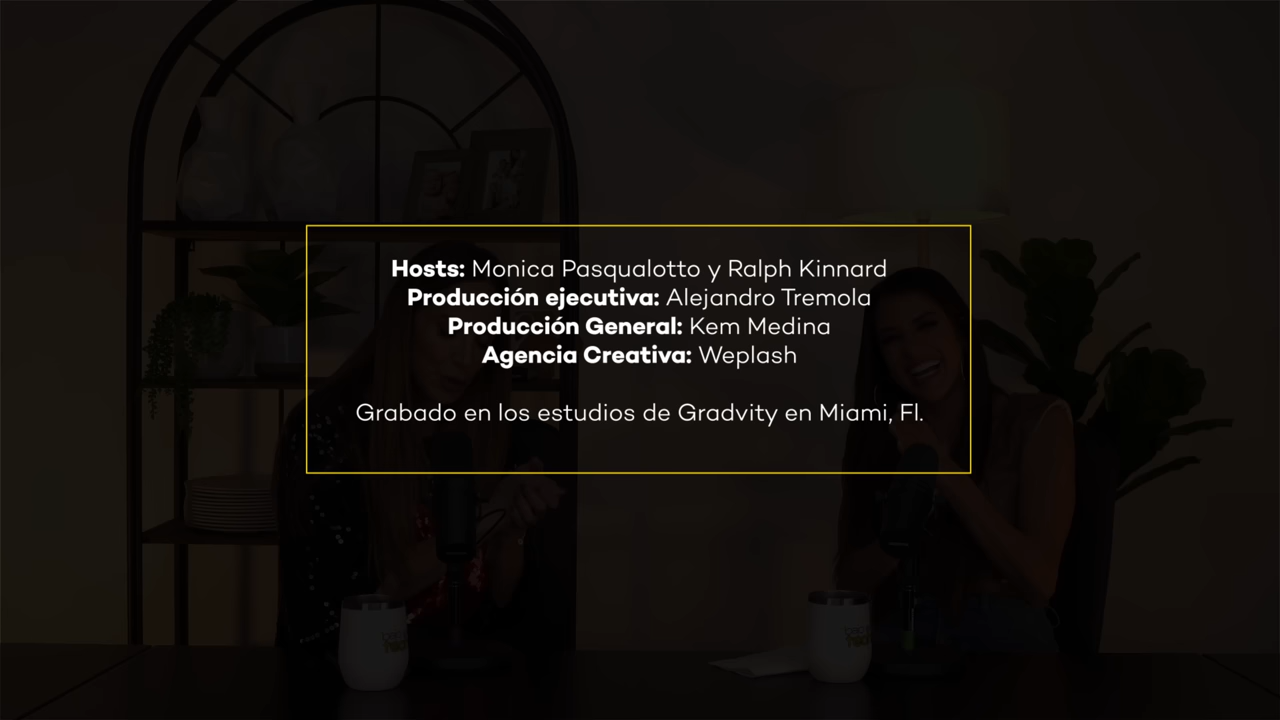 Hosts: Monica Pasqualotto y Ralph Kinnard
Producción ejecutiva: Alejandro Tremola
Producción General: Kem Medina
Agencia Creativa: Weplash
Grabado en los estudios de Gradvity en Miami, Fl.